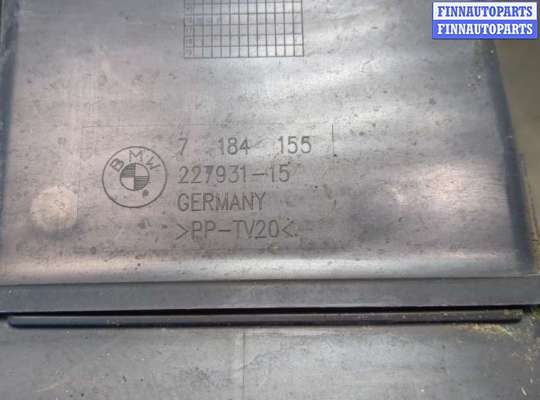 FINNAUTOPARTS
FINNAUTOPARTS
BMW
7 184 155
227931-15
GERMANY
>PP-TV20<